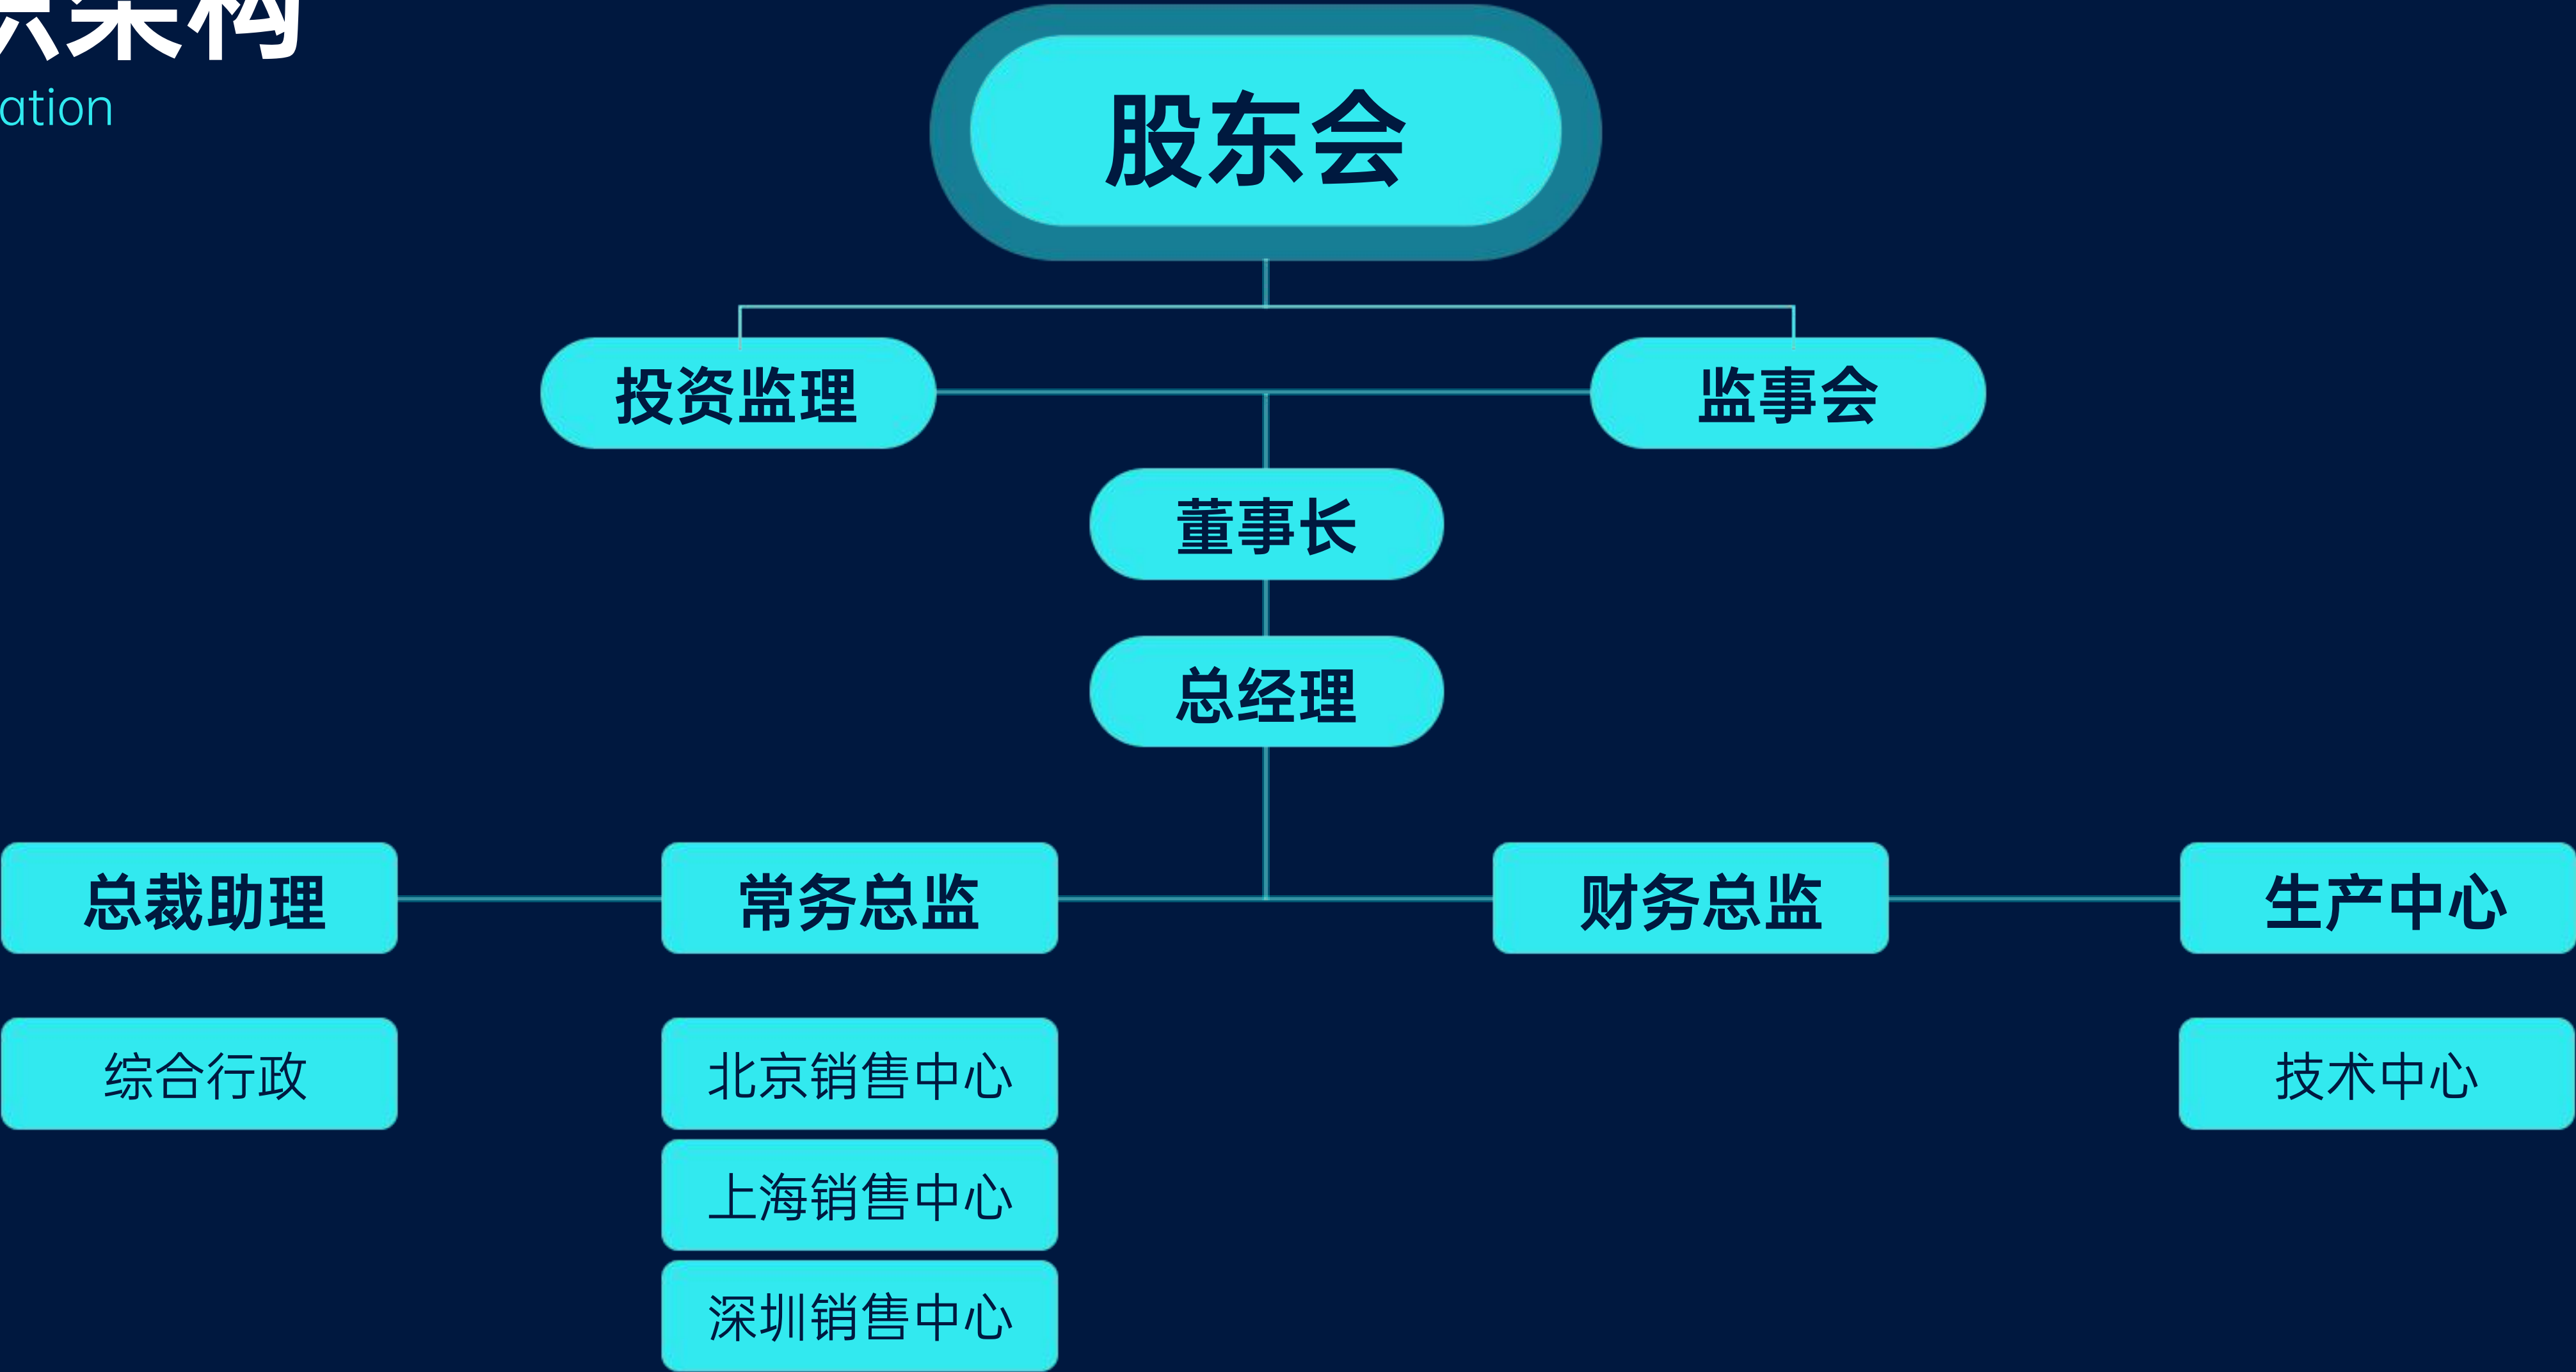 架构
ation
股东会
投资监理
监事会
董事长
总经理
总裁助理
常务总监
财务总监
生产中心
综合行政
北京销售中心
技术中心
上海销售中心
深圳销售中心